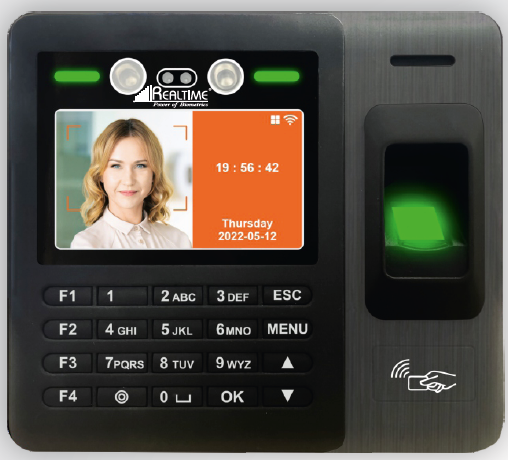 REALTIME
Power of Biometrics
19 : 56 : 42
Thursday
2022-05-12
F1 1 2 ABC 3 DEF ESC
F2 4 GHI 5 JKL 6 MNO MENU
F3 7PQRS 8 TUV 9 WYZ ▲
F4 ◎ 0 ⌴ OK ▼